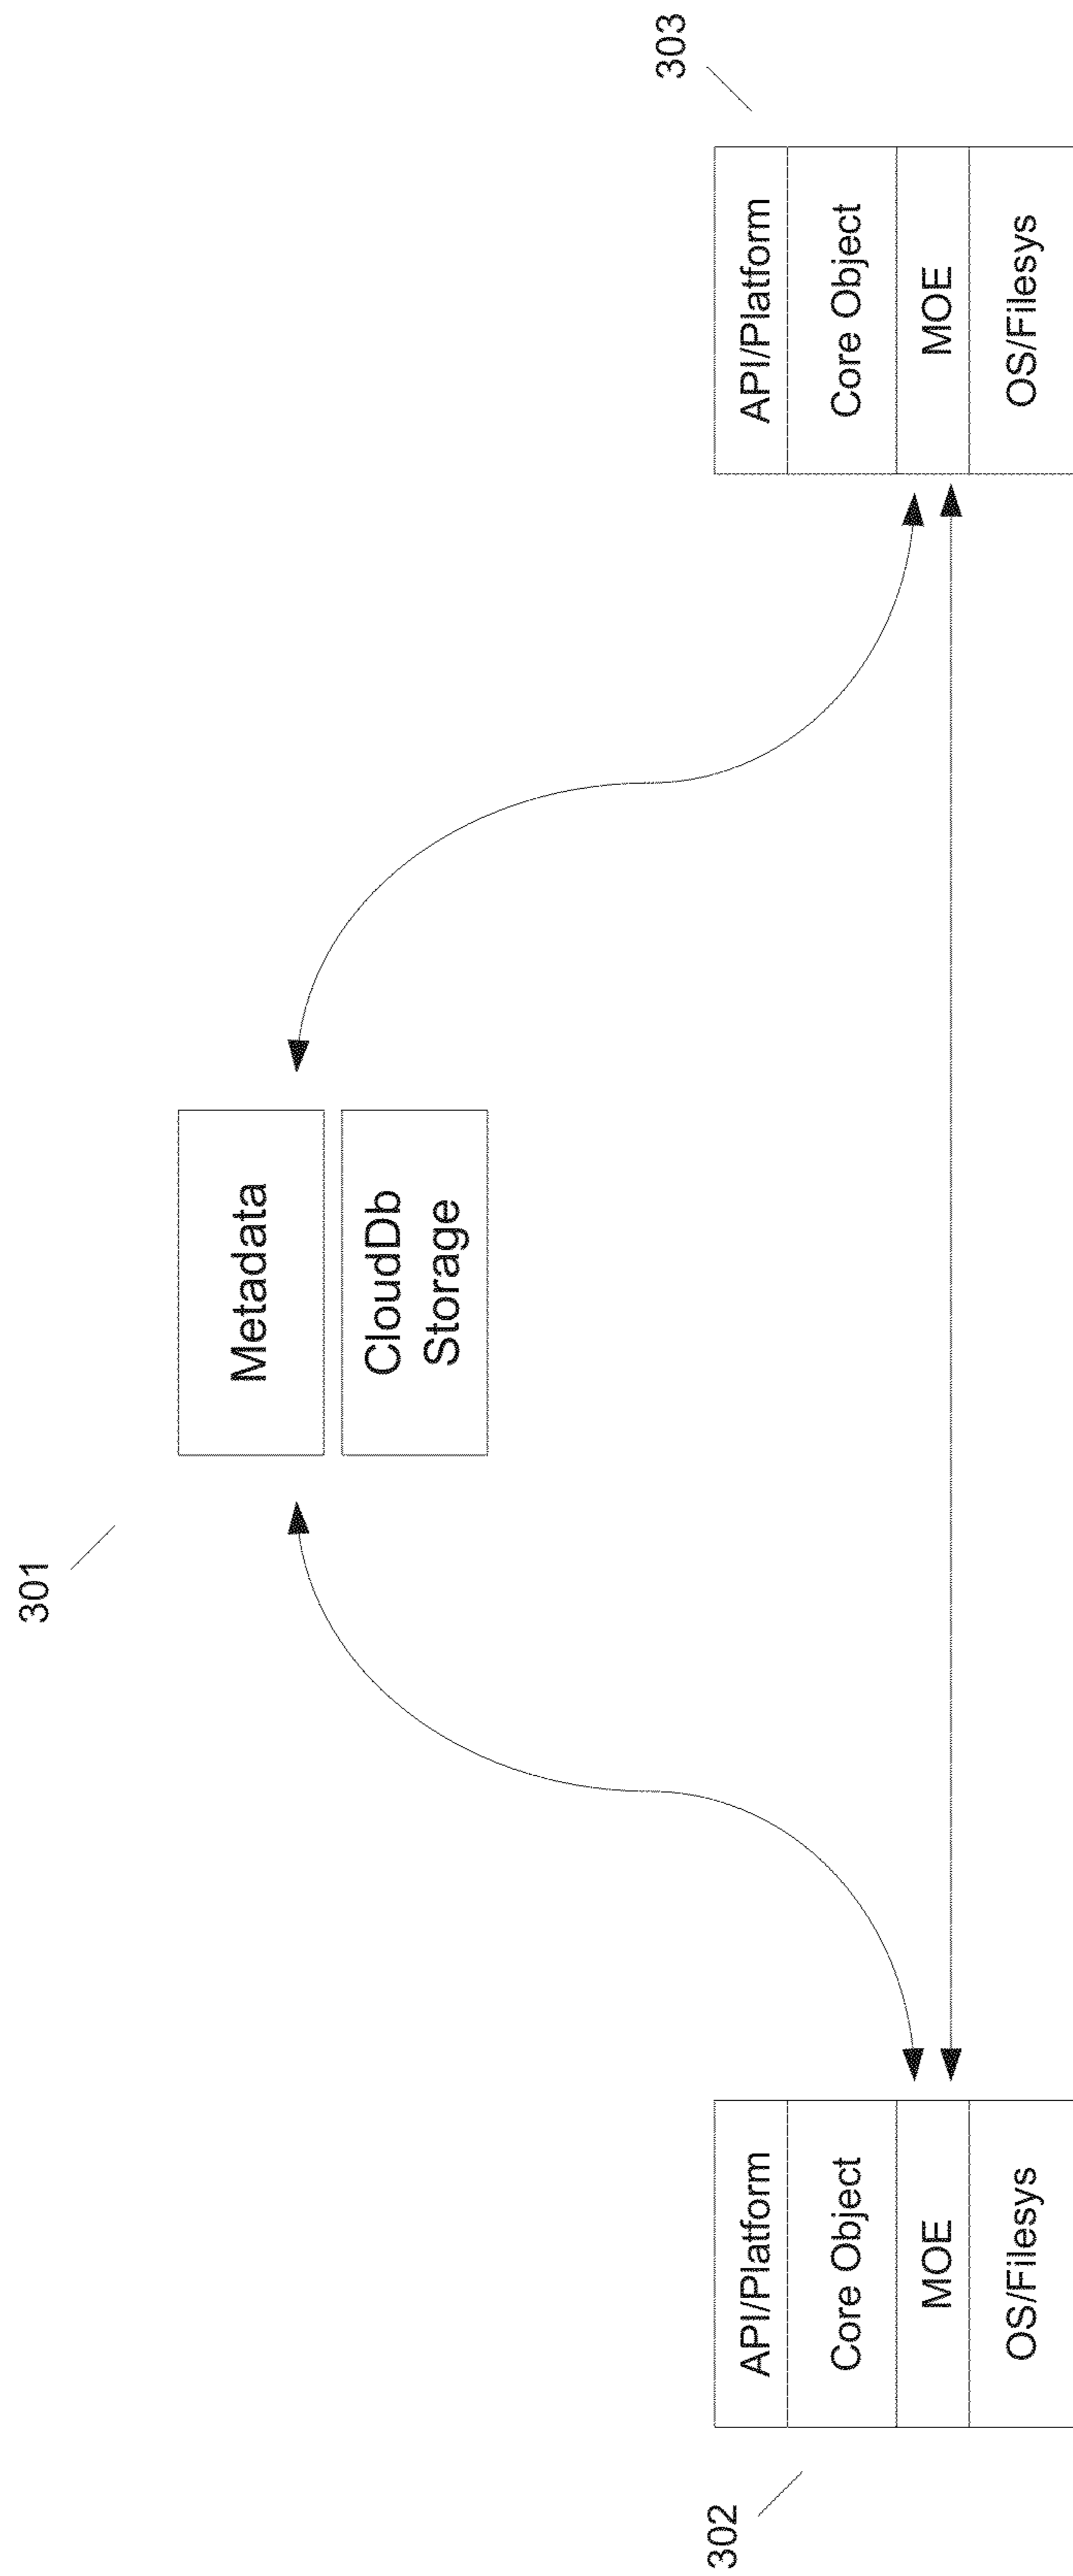 301
Metadata
CloudDb
Storage
302
API/Platform
Core Object
MOE
OS/Filesys
303
API/Platform
Core Object
MOE
OS/Filesys